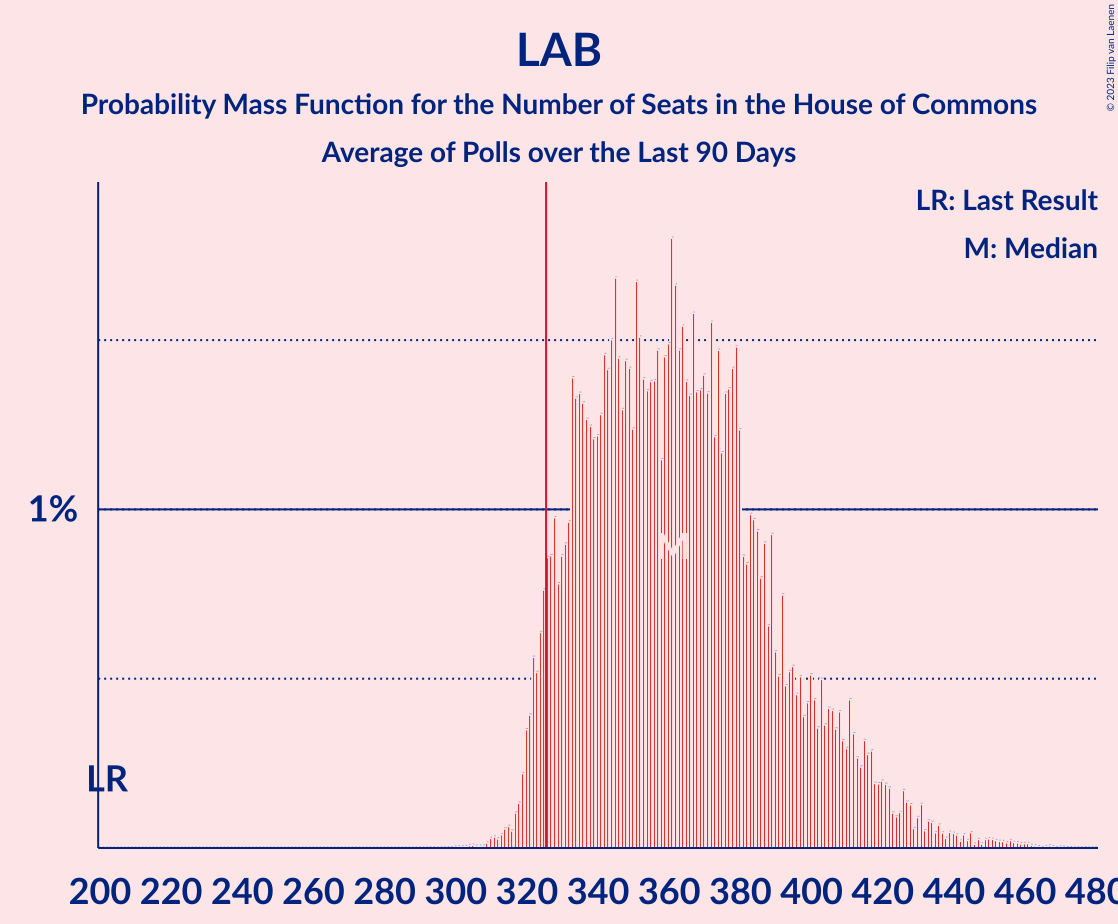 LAB
Probability Mass Function for the Number of Seats in the House of Commons
Average of Polls over the Last 90 Days
© 2023 Filip van Laenen
LR: Last Result
M: Median
1%
M
LR
200 220 240 260 280 300 320 340 360 380 400 420 440 460 480